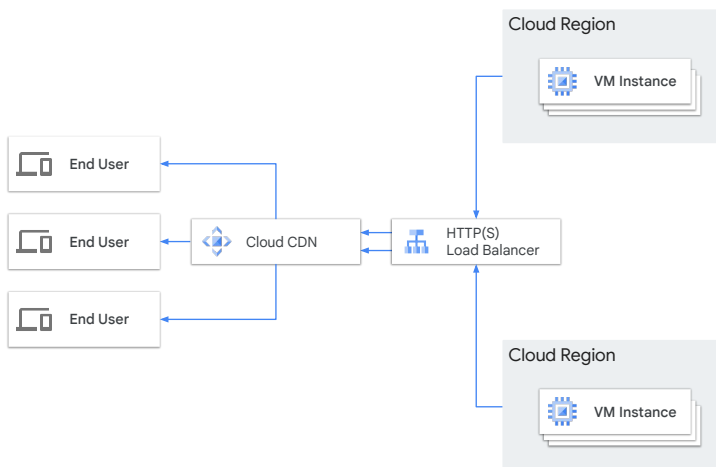 Cloud Region
VM Instance
End User
End User
End User
Cloud CDN
HTTP(S)
Load Balancer
Cloud Region
VM Instance